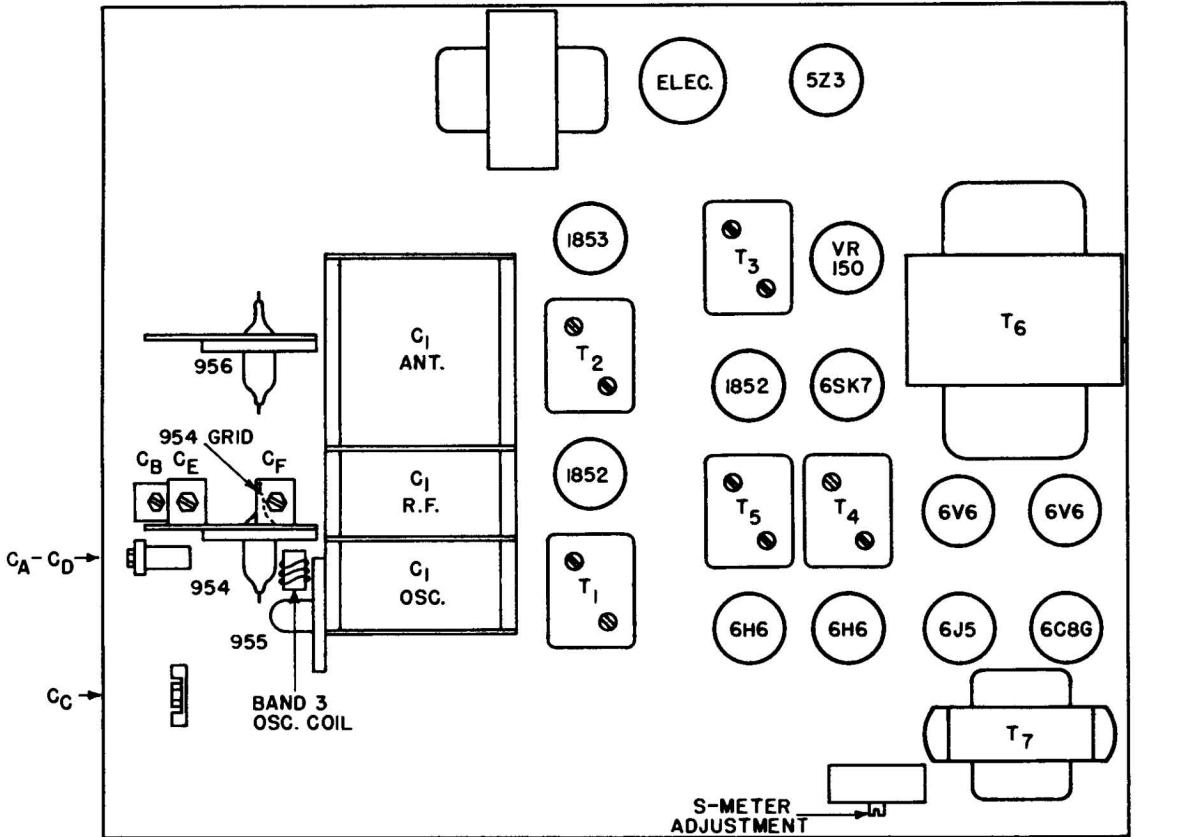 ELEC.
5Z3
1853
T3
VR
150
C1
ANT.
T2
T6
956
1852
6SK7
954 GRID
CB
CE
CF
C1
R.F.
1852
T5
T4
6V6
6V6
CA-CD
954
C1
OSC.
T1
955
6H6
6H6
6J5
6C8G
CC
BAND 3
OSC. COIL
T7
S-METER
ADJUSTMENT